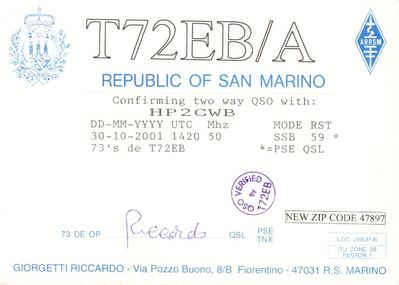 T72EB/A
ARRSM
REPUBLIC OF SAN MARINO
Confirming two way QSO with:
HP2CWB
DD-MM-YYYY UTC Mhz MODE RST
30-10-2001 1420 50 SSB 59 *
73's de T72EB *=PSE QSL
QSO VERIFIED By T72EB
NEW ZIP CODE 47897
73 DE OP Riccardo QSL PSE
TNX
LOC JN63FW
ITU ZONE 28
REGION 1
GIORGETTI RICCARDO - Via Pozzo Buono, 8/B Fiorentino - 47031 R.S. MARINO